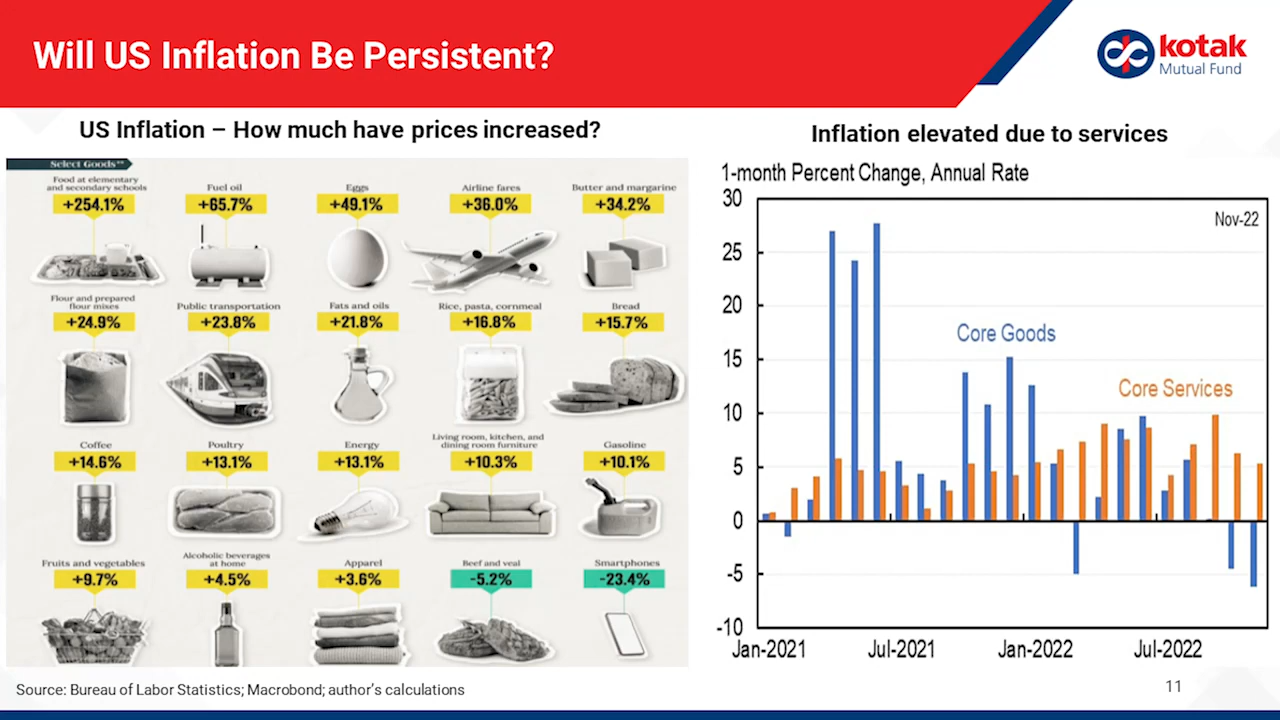 Will US Inflation Be Persistent?
kotak
Mutual Fund
US Inflation – How much have prices increased?
Select Goods**
Food at elementary
and secondary schools
+254.1%
Fuel oil
+65.7%
Eggs
+49.1%
Airline fares
+36.0%
Butter and margarine
+34.2%
Flour and prepared
flour mixes
+24.9%
Public transportation
+23.8%
Fats and oils
+21.8%
Rice, pasta, cornmeal
+16.8%
Bread
+15.7%
Coffee
+14.6%
Poultry
+13.1%
Energy
+13.1%
Living room, kitchen, and
dining room furniture
+10.3%
Gasoline
+10.1%
Fruits and vegetables
+9.7%
Alcoholic beverages
at home
+4.5%
Apparel
+3.6%
Beef and veal
-5.2%
Smartphones
-23.4%
Inflation elevated due to services
1-month Percent Change, Annual Rate
30
Nov-22
25
20
Core Goods
15
Core Services
10
5
0
-5
-10
Jan-2021 Jul-2021 Jan-2022 Jul-2022
Source: Bureau of Labor Statistics; Macrobond; author's calculations
11